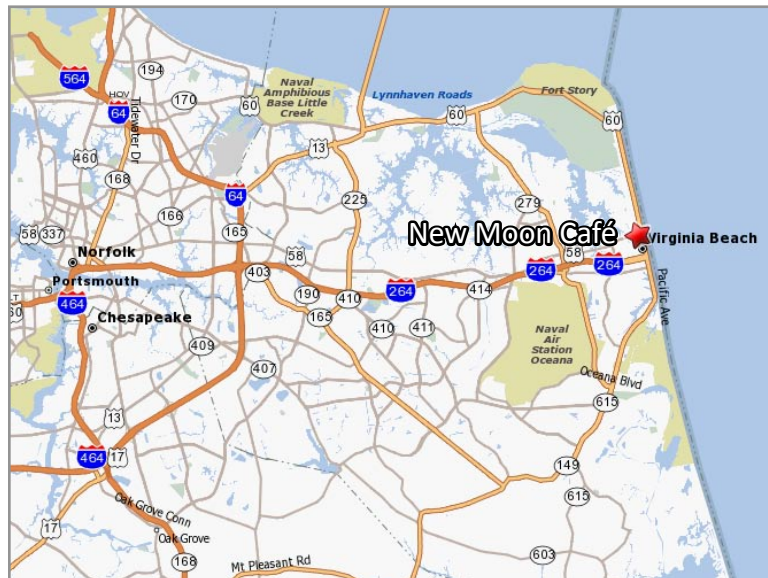 564
194
HOV
64
Tidewater Dr
170
60
Naval
Amphibious
Base Little
Creek
Lynnhaven Roads
60
Fort Story
60
13
460
168
64
225
279
166
58
337
165
58
New Moon Café
Virginia Beach
Norfolk
58
264
264
403
Portsmouth
464
190
410
264
414
Pacific Ave
60
165
Chesapeake
410
411
Naval
Air
Station
Oceana
409
407
Oceana Blvd
615
13
464
17
149
615
Oak Grove Conn
17
Oak Grove
168
Mt Pleasant Rd
603